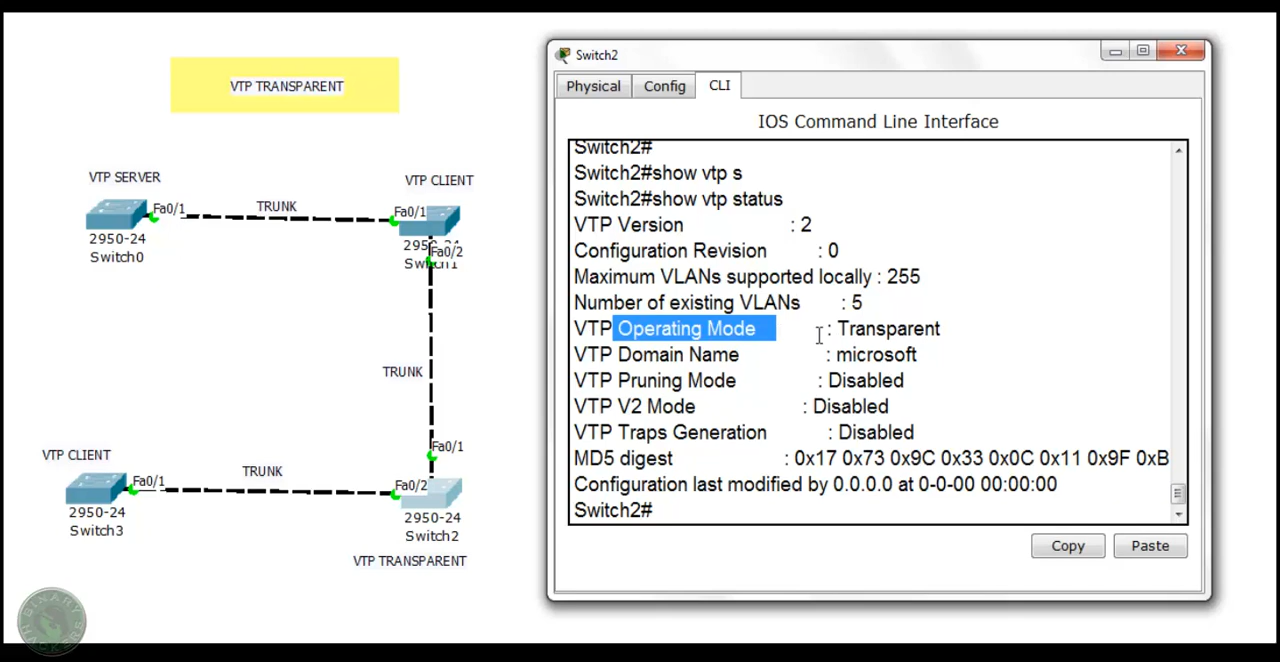 VTP TRANSPARENT
VTP SERVER
Fa0/1
2950-24
Switch0
TRUNK
VTP CLIENT
Fa0/1
2950-24
Fa0/2
Switch1
TRUNK
Fa0/1
VTP CLIENT
Fa0/1
2950-24
Switch3
TRUNK
Fa0/2
2950-24
Switch2
VTP TRANSPARENT
BINARY
HACKERS
Switch2
Physical Config CLI
IOS Command Line Interface
Switch2#
Switch2#show vtp s
Switch2#show vtp status
VTP Version : 2
Configuration Revision : 0
Maximum VLANs supported locally : 255
Number of existing VLANs : 5
VTP Operating Mode : Transparent
VTP Domain Name : microsoft
VTP Pruning Mode : Disabled
VTP V2 Mode : Disabled
VTP Traps Generation : Disabled
MD5 digest : 0x17 0x73 0x9C 0x33 0x0C 0x11 0x9F 0xB
Configuration last modified by 0.0.0.0 at 0-0-00 00:00:00
Switch2#
Copy Paste